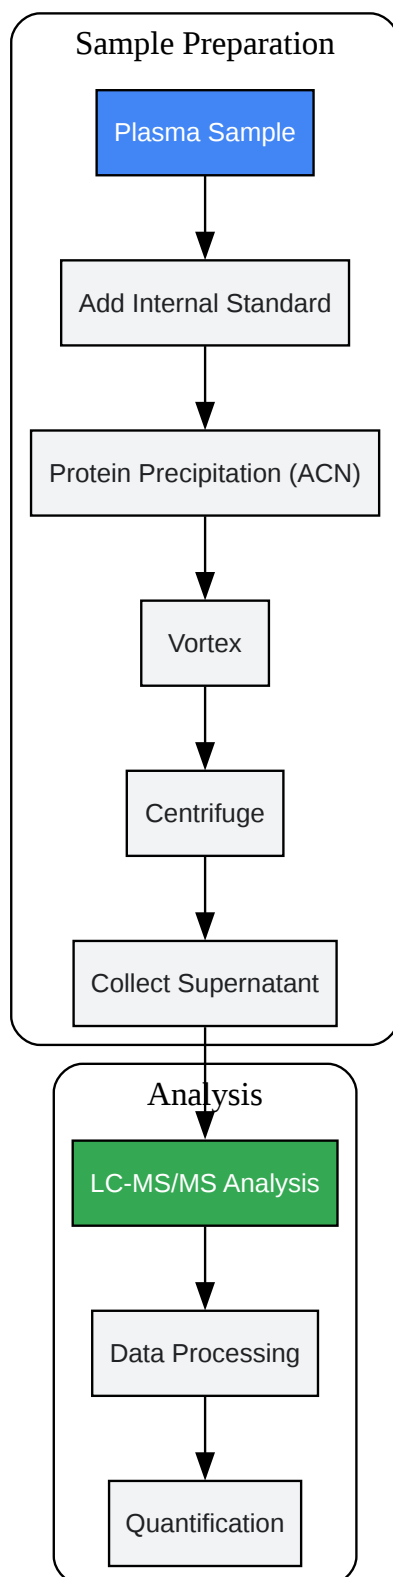 Sample Preparation
Plasma Sample
Add Internal Standard
Protein Precipitation (ACN)
Vortex
Centrifuge
Collect Supernatant
Analysis
LC-MS/MS Analysis
Data Processing
Quantification